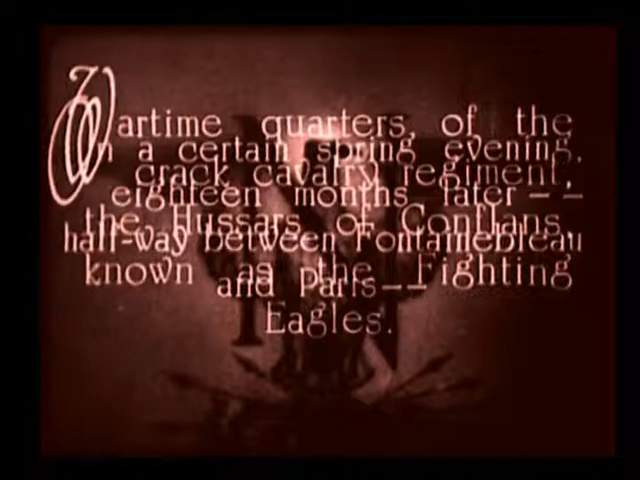 Wartime quarters, of the
crack cavalry regiment,
the Hussars of Conflans,
known as the Fighting
Eagles.
On a certain spring evening,
eighteen months later--
half-way between Fontainebleau
and Paris--